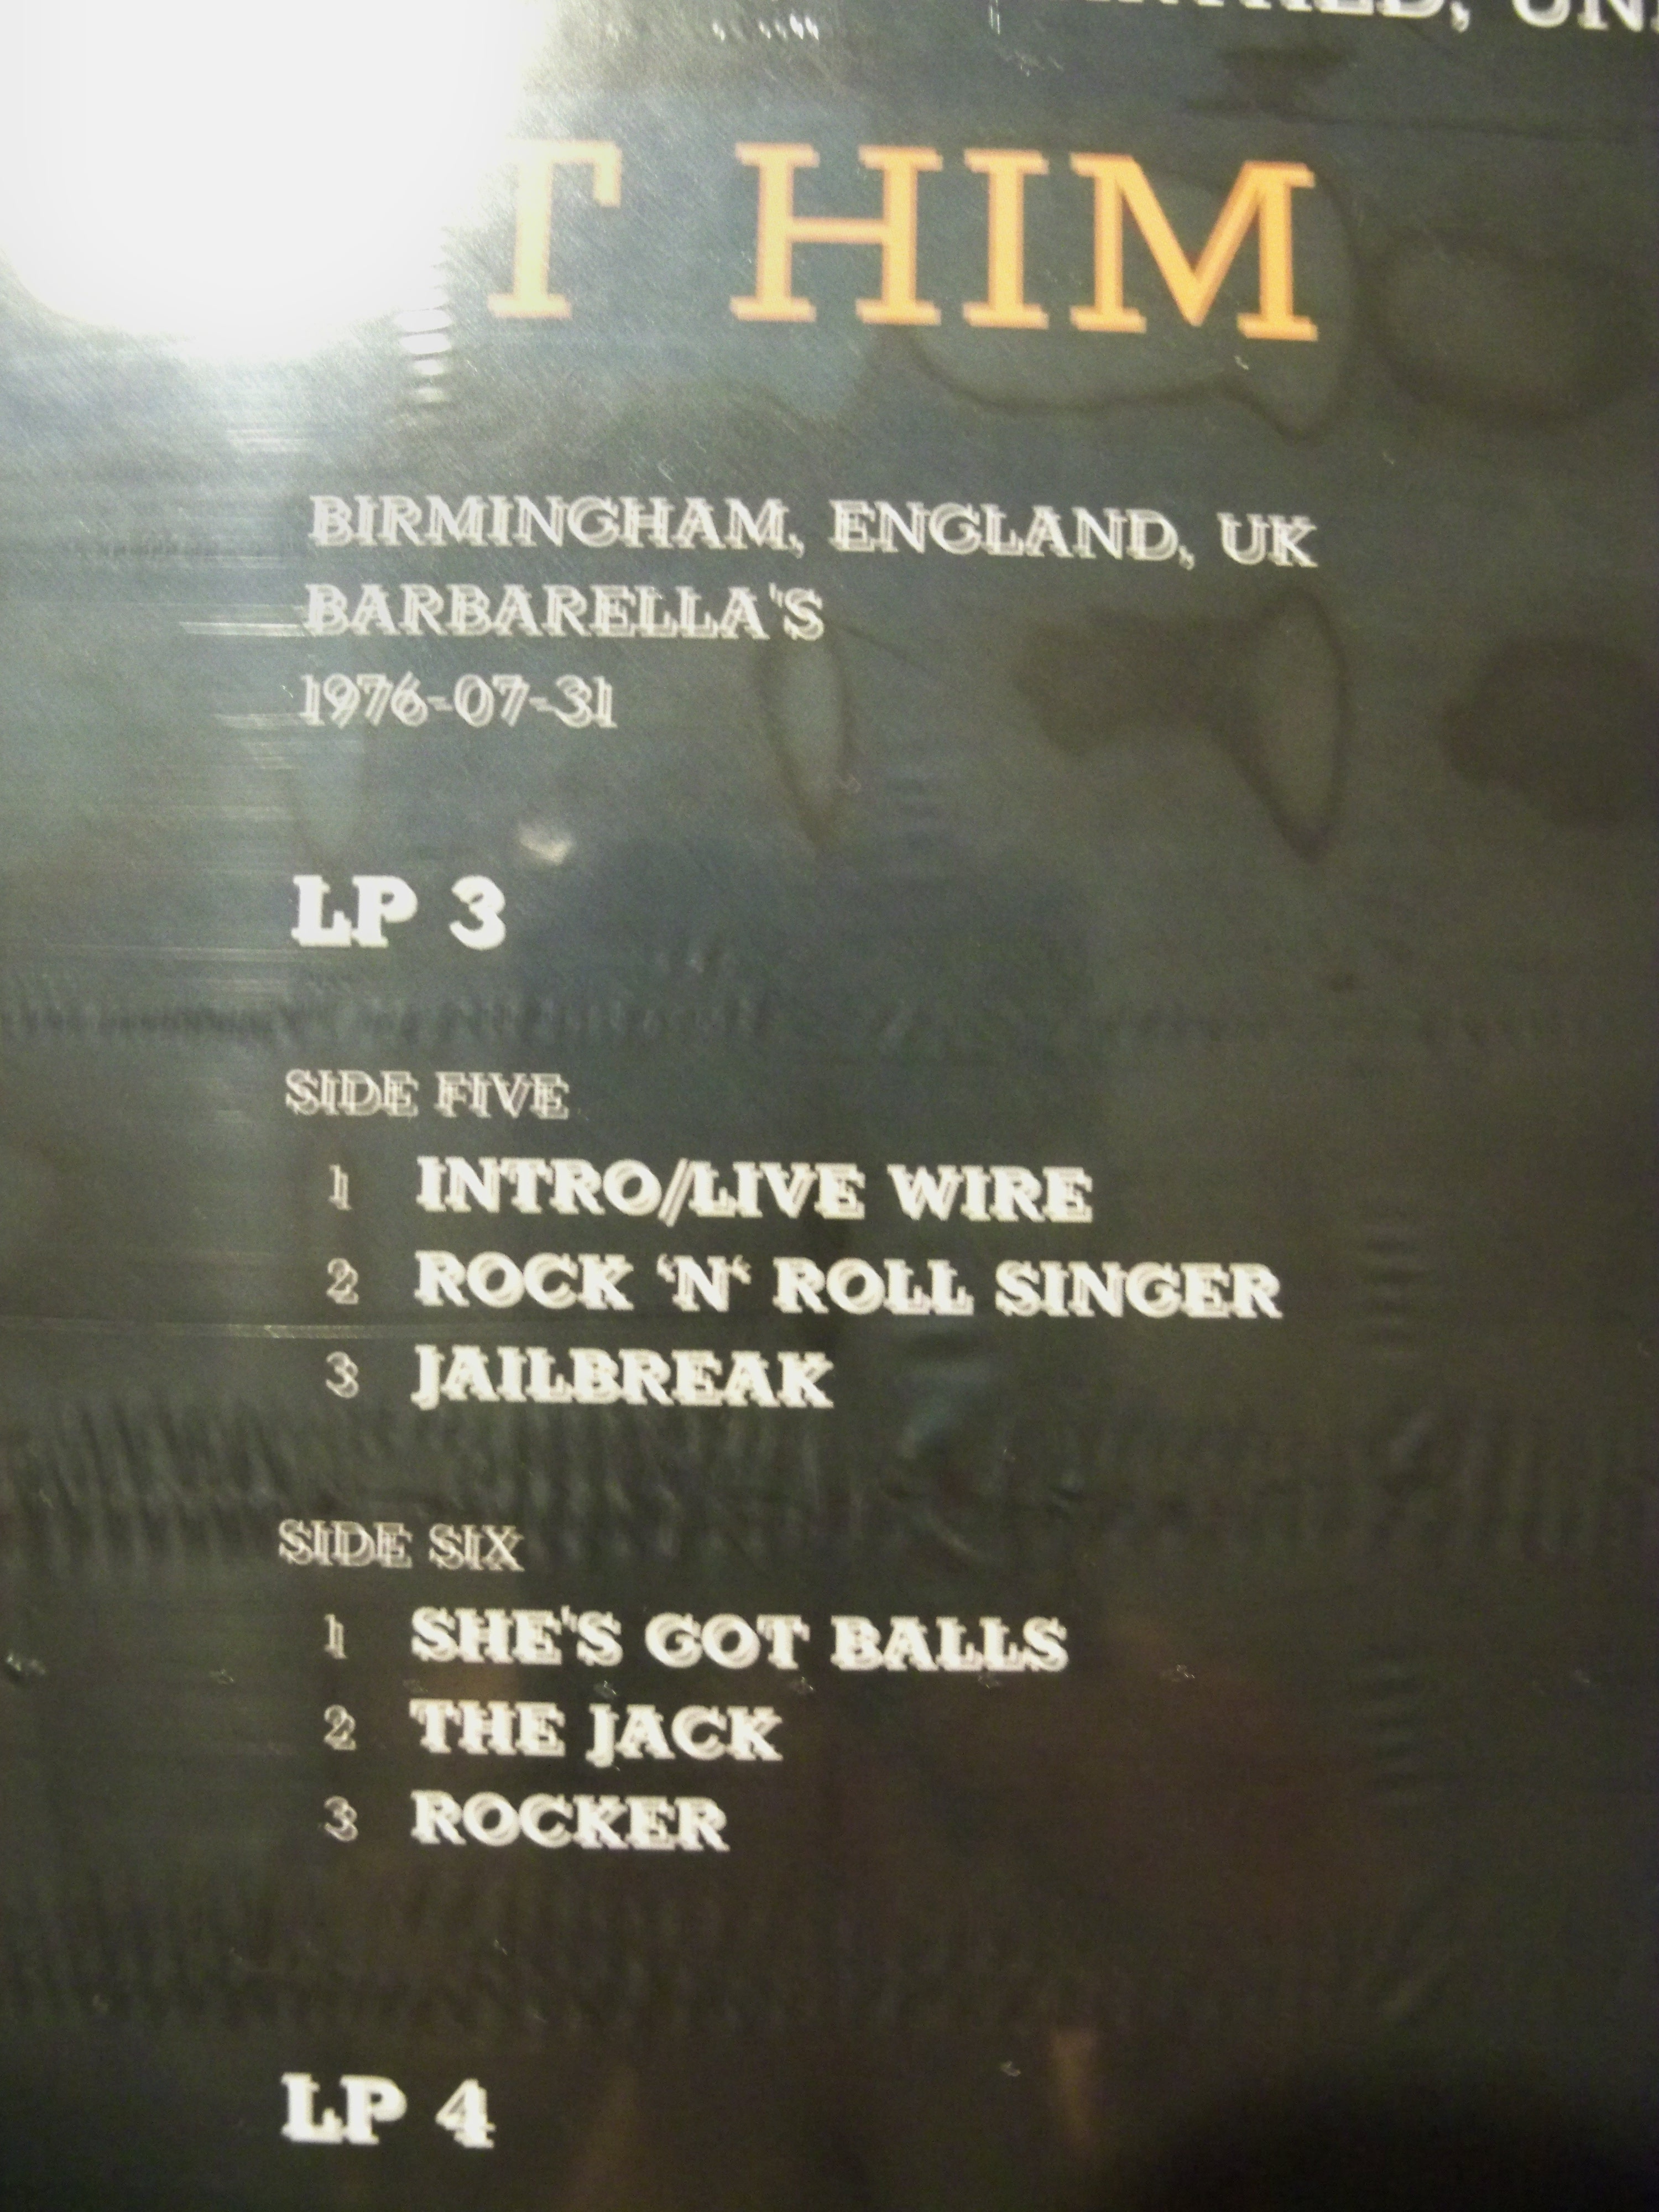 T HIM
BIRMINGHAM, ENGLAND, UK
BARBARELLA'S
1976-07-31
LP 3
SIDE FIVE
1 INTRO/LIVE WIRE
2 ROCK ‘N‘ ROLL SINGER
3 JAILBREAK
SIDE SIX
1 SHE'S GOT BALLS
2 THE JACK
3 ROCKER
LP 4